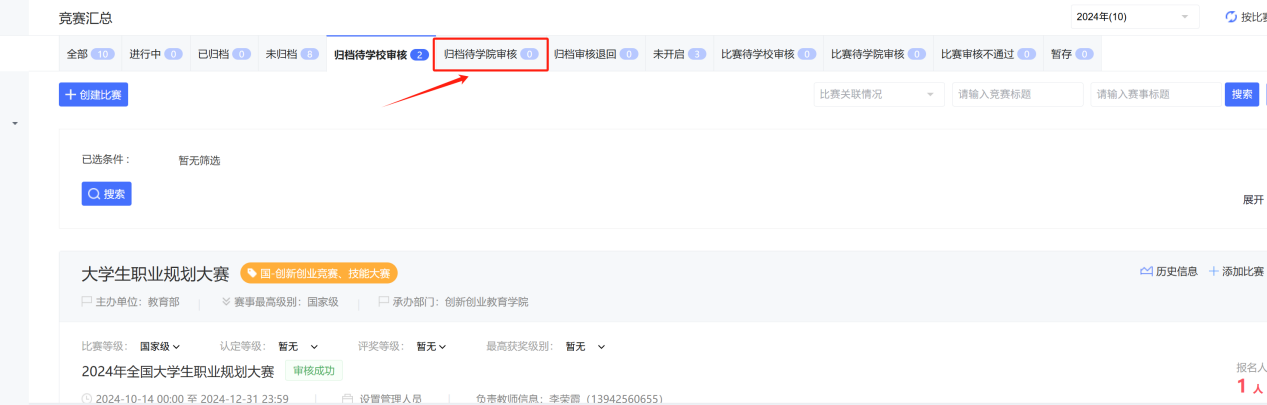 竞赛汇总 2024年(10) 按比赛
全部 10 进行中 0 已归档 0 未归档 8 归档待学校审核 2 归档待学院审核 0 归档审核退回 0 未开启 3 比赛待学校审核 0 比赛待学院审核 0 比赛审核不通过 0 暂存 0
创建比赛 比赛关联情况 请输入竞赛标题 请输入赛事标题 搜索
已选条件： 暂无筛选
搜索
展开
大学生职业规划大赛 国-创新创业竞赛、技能大赛 历史信息 添加比赛
主办单位：教育部 赛事最高级别：国家级 承办部门：创新创业教育学院
比赛等级： 国家级 认定等级： 暂无 评奖等级： 暂无 最高获奖级别： 暂无
2024年全国大学生职业规划大赛 审核成功 报名人
1 人
2024-10-14 00:00 至 2024-12-31 23:59 设置管理人员 负责教师信息：李荣霞（13942560655）